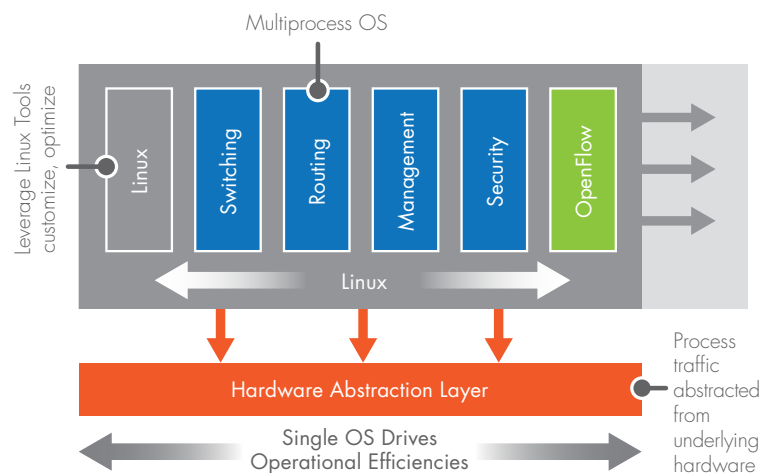 Multiprocess OS
Leverage Linux Tools
customize, optimize
Linux
Switching
Routing
Management
Security
OpenFlow
Linux
Hardware Abstraction Layer
Process
traffic
abstracted
from
underlying
hardware
Single OS Drives
Operational Efficiencies